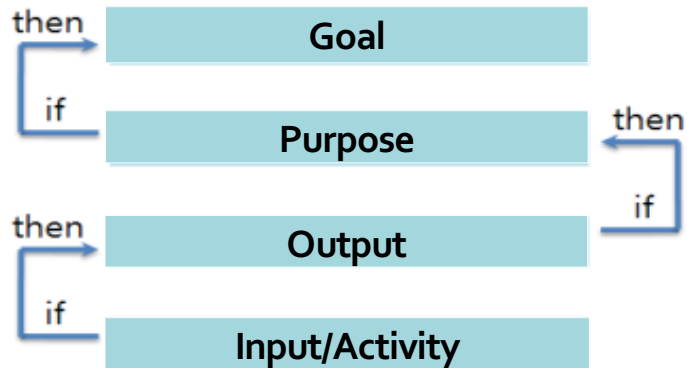 then
Goal
if
Purpose
then
if
then
Output
if
Input/Activity